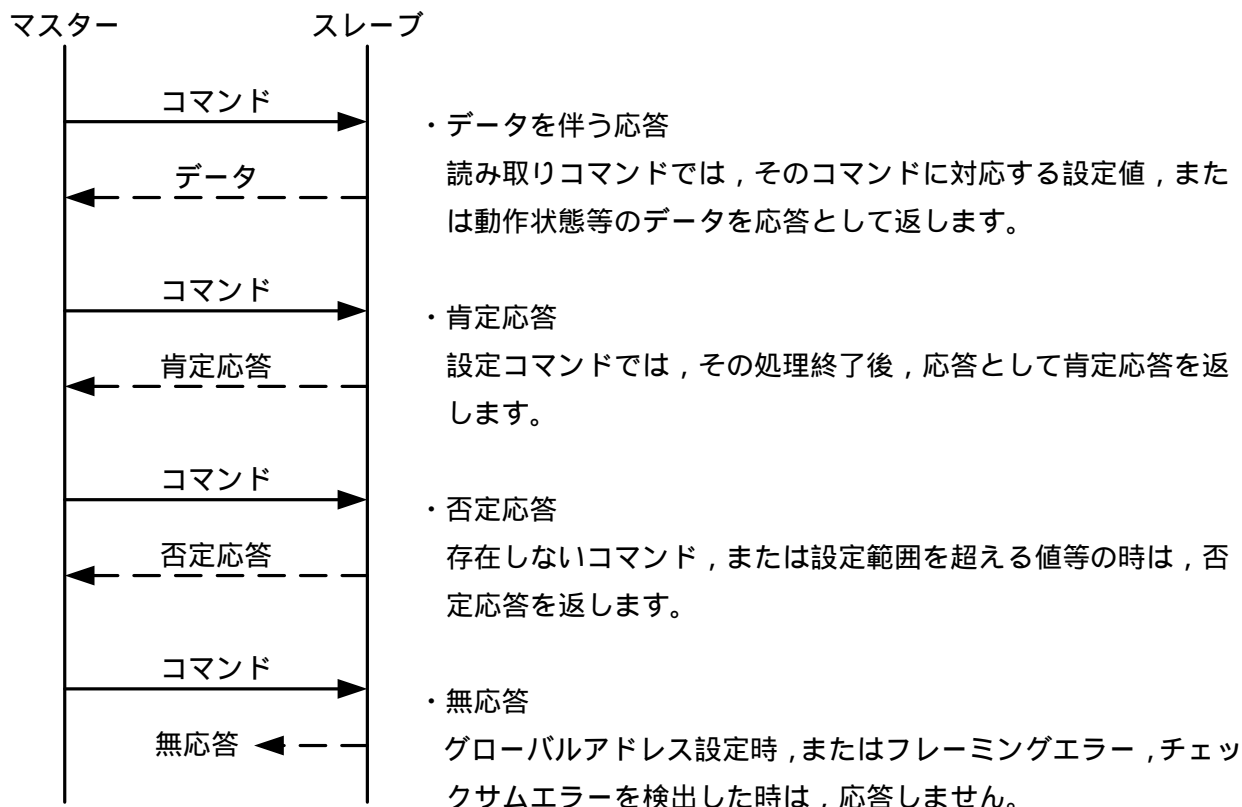 マスター
スレーブ
コマンド
データ
・データを伴う応答
読み取りコマンドでは，そのコマンドに対応する設定値，また
は動作状態等のデータを応答として返します。
コマンド
肯定応答
・肯定応答
設定コマンドでは，その処理終了後，応答として肯定応答を返
します。
コマンド
否定応答
・否定応答
存在しないコマンド，または設定範囲を超える値等の時は，否
定応答を返します。
コマンド
無応答
・無応答
グローバルアドレス設定時，またはフレーミングエラー，チェッ
クサムエラーを検出した時は，応答しません。